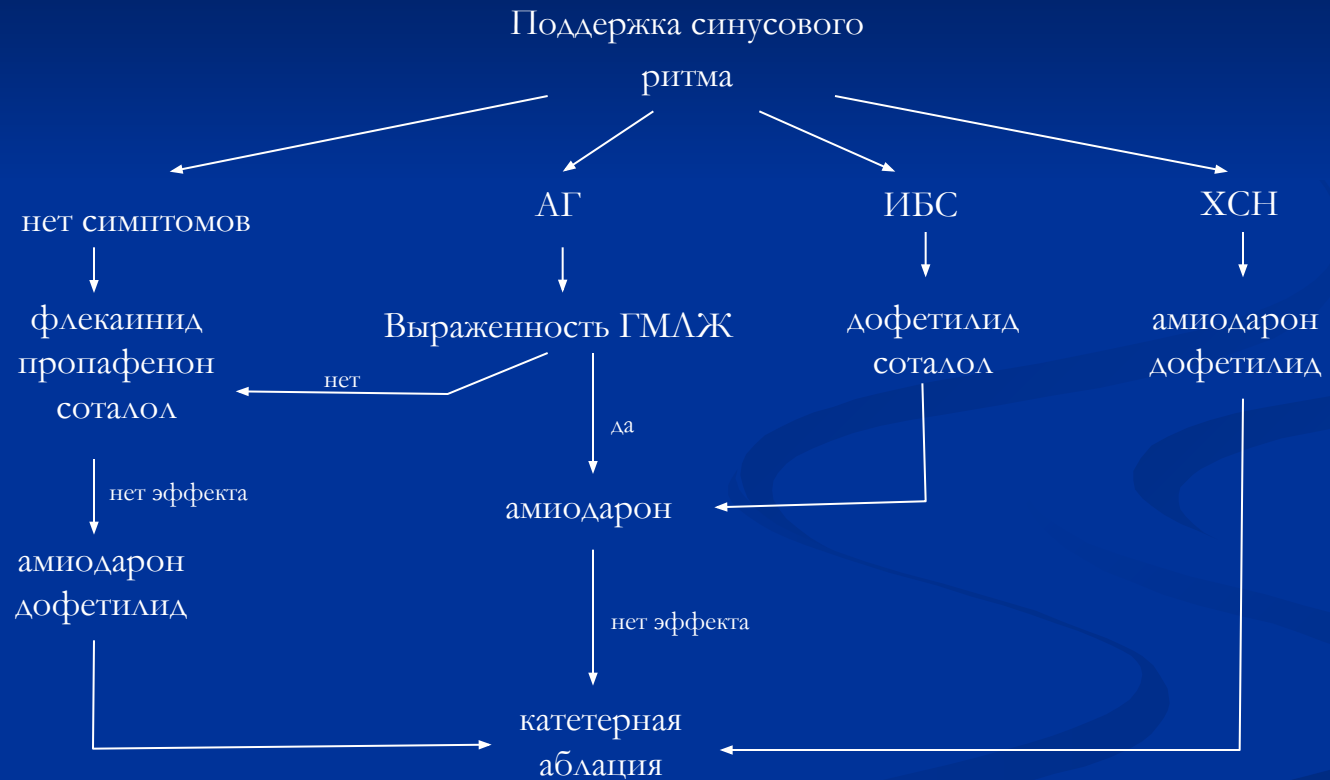 Поддержка синусового
ритма
нет симптомов
АГ
ИБС
ХСН
флекаинид
пропафенон
соталол
Выраженность ГМЛЖ
дофетилид
соталол
амиодарон
дофетилид
нет
да
нет эффекта
амиодарон
амиодарон
дофетилид
нет эффекта
катетерная
аблация